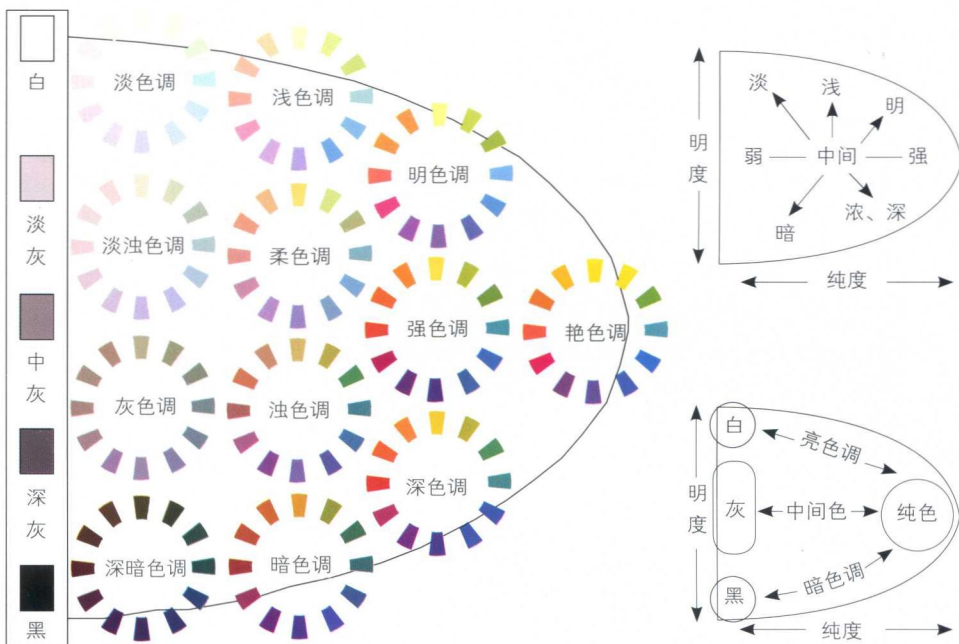 白
淡灰
中灰
深灰
黑
淡色调
浅色调
明色调
淡浊色调
柔色调
强色调
艳色调
灰色调
浊色调
深色调
深暗色调
暗色调
明度
淡
浅
明
弱
中间
强
暗
浓、深
纯度
明度
白
亮色调
灰
中间色
纯色
黑
暗色调
纯度